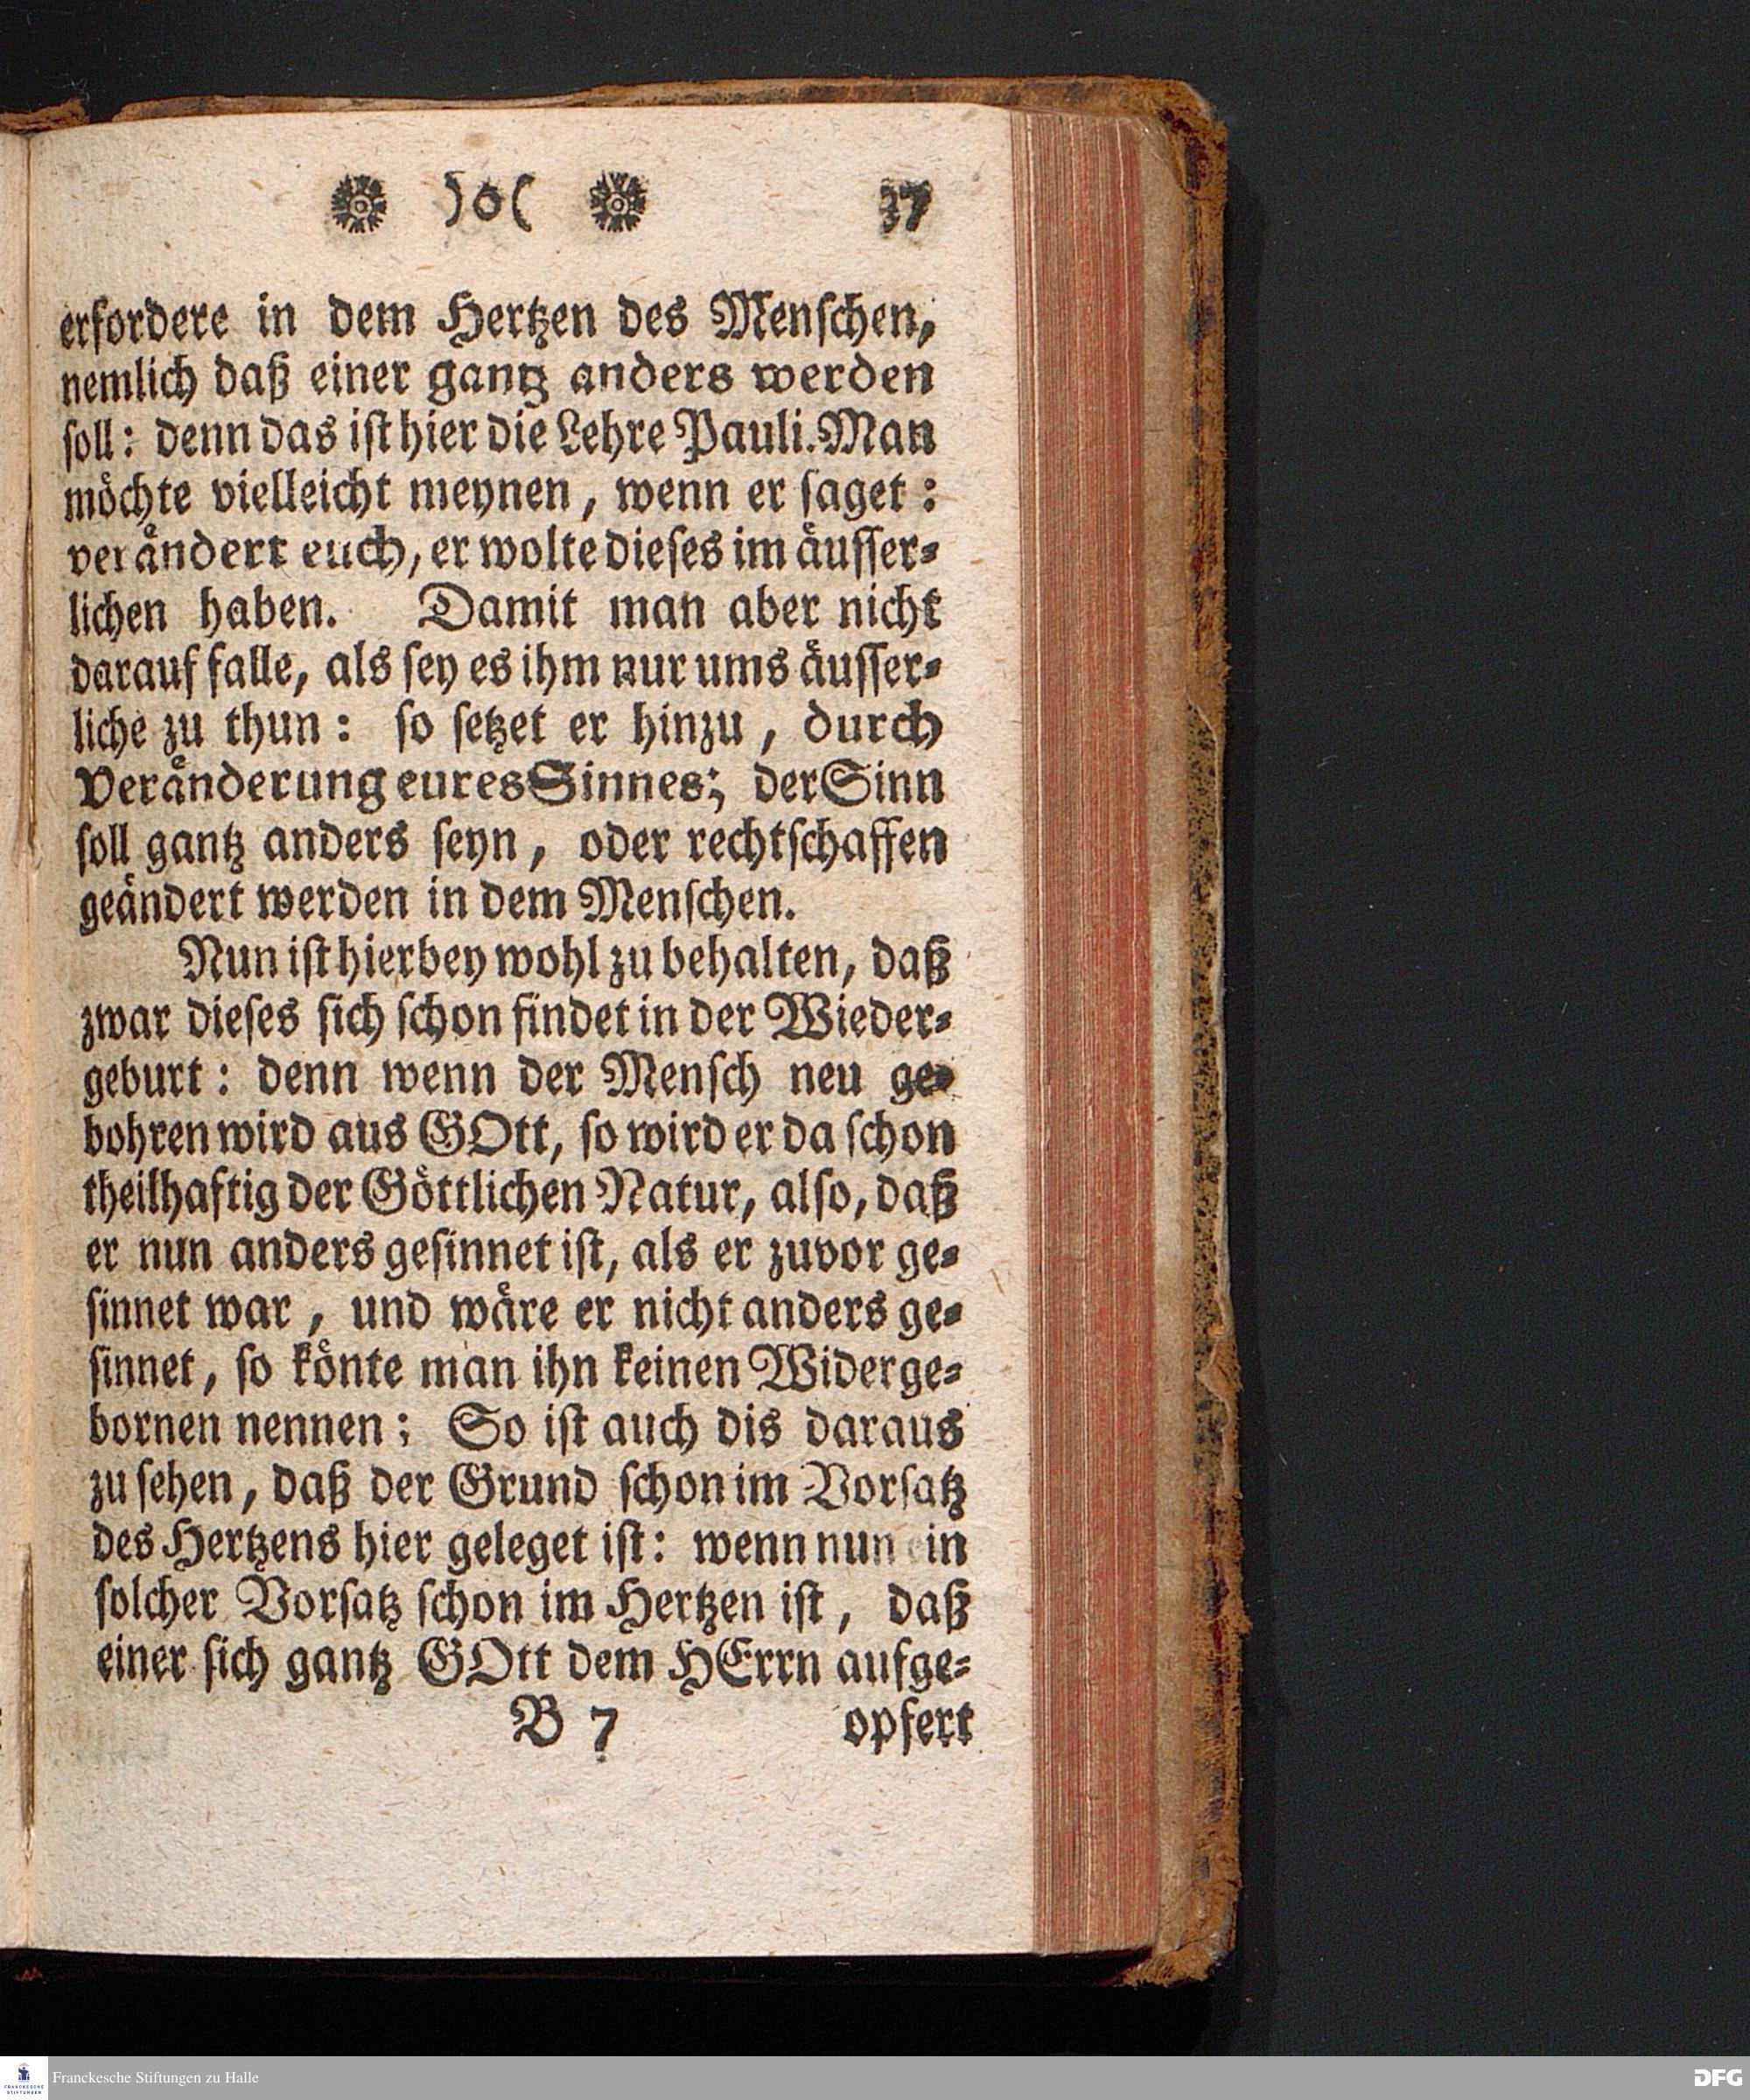 )o( 37
erfordere in dem Hertzen des Menſchen,
nemlich daß einer gantz anders werden
ſoll: denn das iſt hier die Lehre Pauli. Man
möchte vielleicht meynen, wenn er ſaget:
verändert euch, er wolte dieſes im äuſſer⸗
lichen haben. Damit man aber nicht
darauf falle, als ſey es ihm nur ums äuſſer⸗
liche zu thun: ſo ſetzet er hinzu, durch
Veränderung eures Sinnes; der Sinn
ſoll gantz anders ſeyn, oder rechtſchaffen
geändert werden in dem Menſchen.
Nun iſt hierbey wohl zu behalten, daß
zwar dieſes ſich ſchon findet in der Wieder⸗
geburt: denn wenn der Menſch neu ge⸗
bohren wird aus GOtt, ſo wird er da ſchon
theilhaftig der Göttlichen Natur, alſo, daß
er nun anders geſinnet iſt, als er zuvor ge⸗
ſinnet war, und wäre er nicht anders ge⸗
ſinnet, ſo könte man ihn keinen Widerge⸗
bornen nennen; So iſt auch dis daraus
zu ſehen, daß der Grund ſchon im Vorſatz
des Hertzens hier geleget iſt: wenn nun ein
ſolcher Vorſatz ſchon im Hertzen iſt, daß
einer ſich gantz GOtt dem HErrn aufge⸗
B 7 opfert
FRANCKESCHE
STIFTUNGEN
Franckesche Stiftungen zu Halle
DFG